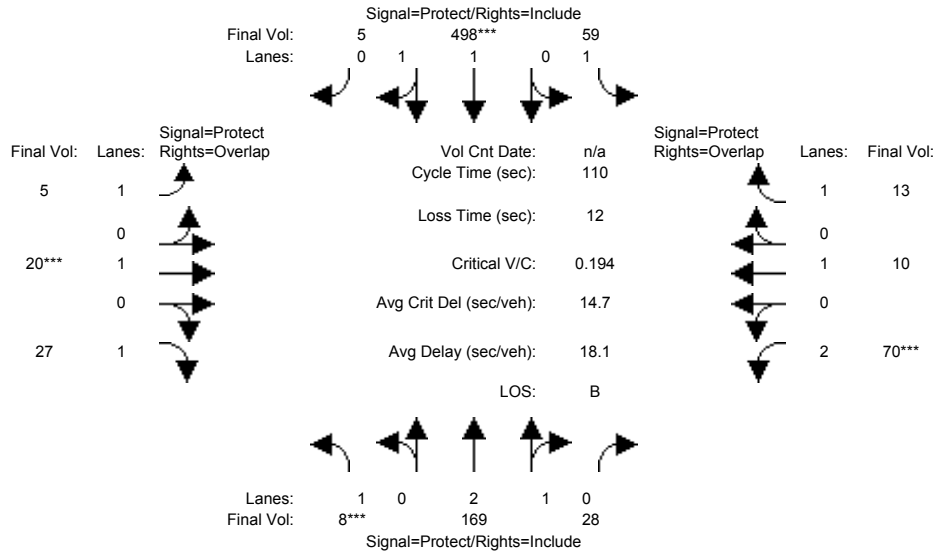 Signal=Protect/Rights=Include
Final Vol: 5 498*** 59
Lanes: 0 1 1 0 1
Signal=Protect
Final Vol: Lanes: Rights=Overlap
Vol Cnt Date: n/a
Signal=Protect
Rights=Overlap Lanes: Final Vol:
Cycle Time (sec): 110
5 1
1 13
Loss Time (sec): 12
0
0
20*** 1
Critical V/C: 0.194
1 10
0
Avg Crit Del (sec/veh): 14.7
0
27 1
Avg Delay (sec/veh): 18.1
2 70***
LOS: B
Lanes: 1 0 2 1 0
Final Vol: 8*** 169 28
Signal=Protect/Rights=Include